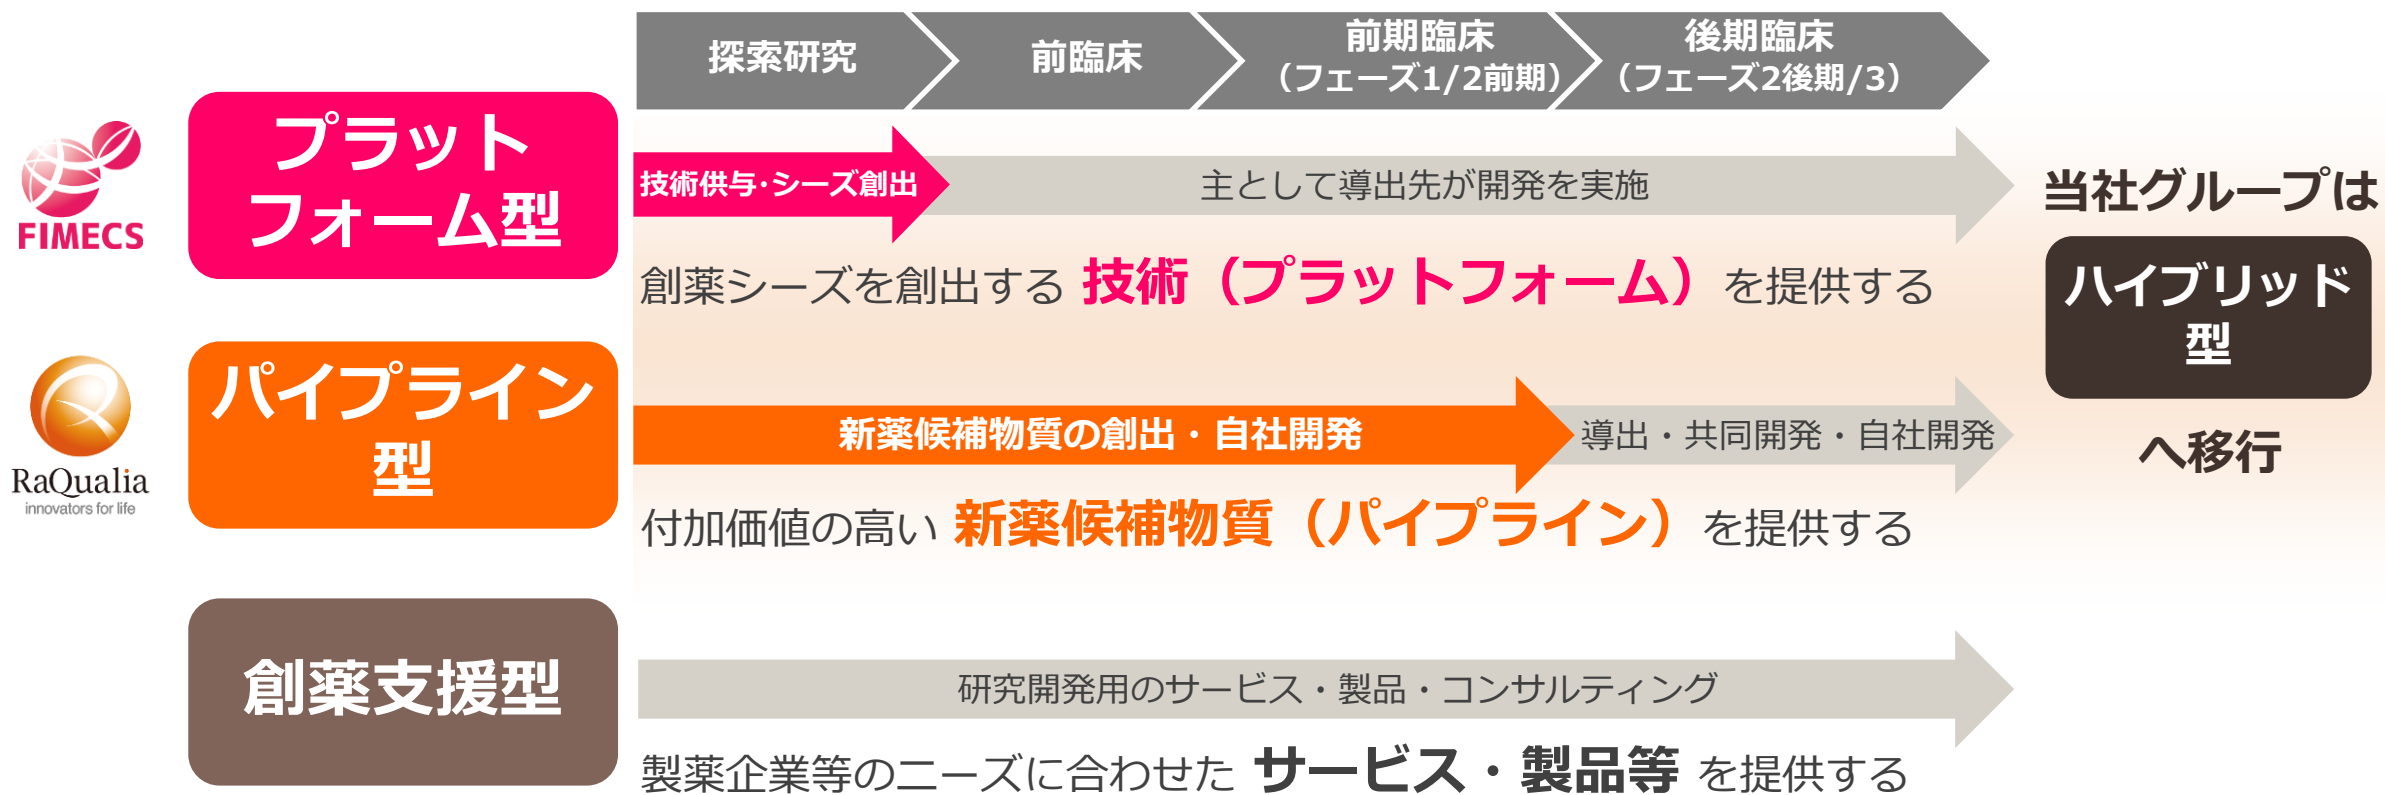 探索研究
前臨床
前期臨床
（フェーズ1/2前期）
後期臨床
（フェーズ2後期/3）
FIMECS
プラット
フォーム型
技術供与・シーズ創出
主として導出先が開発を実施
創薬シーズを創出する 技術（プラットフォーム）を提供する
RaQualia
innovators for life
パイプライン
型
新薬候補物質の創出・自社開発
導出・共同開発・自社開発
付加価値の高い 新薬候補物質（パイプライン）を提供する
創薬支援型
研究開発用のサービス・製品・コンサルティング
製薬企業等のニーズに合わせた サービス・製品等 を提供する
当社グループは
ハイブリッド
型
へ移行